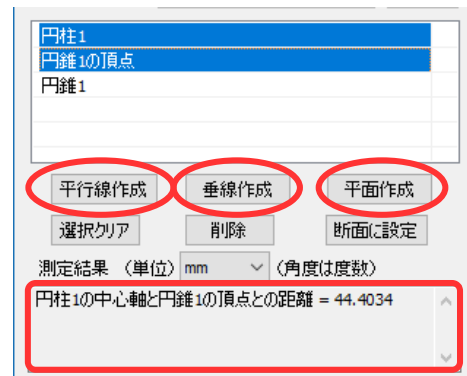 円柱1
円錐1の頂点
円錐1
平行線作成 垂線作成 平面作成
選択クリア 削除 断面に設定
測定結果 （単位） mm （角度は度数）
円柱1の中心軸と円錐1の頂点との距離 = 44.4034